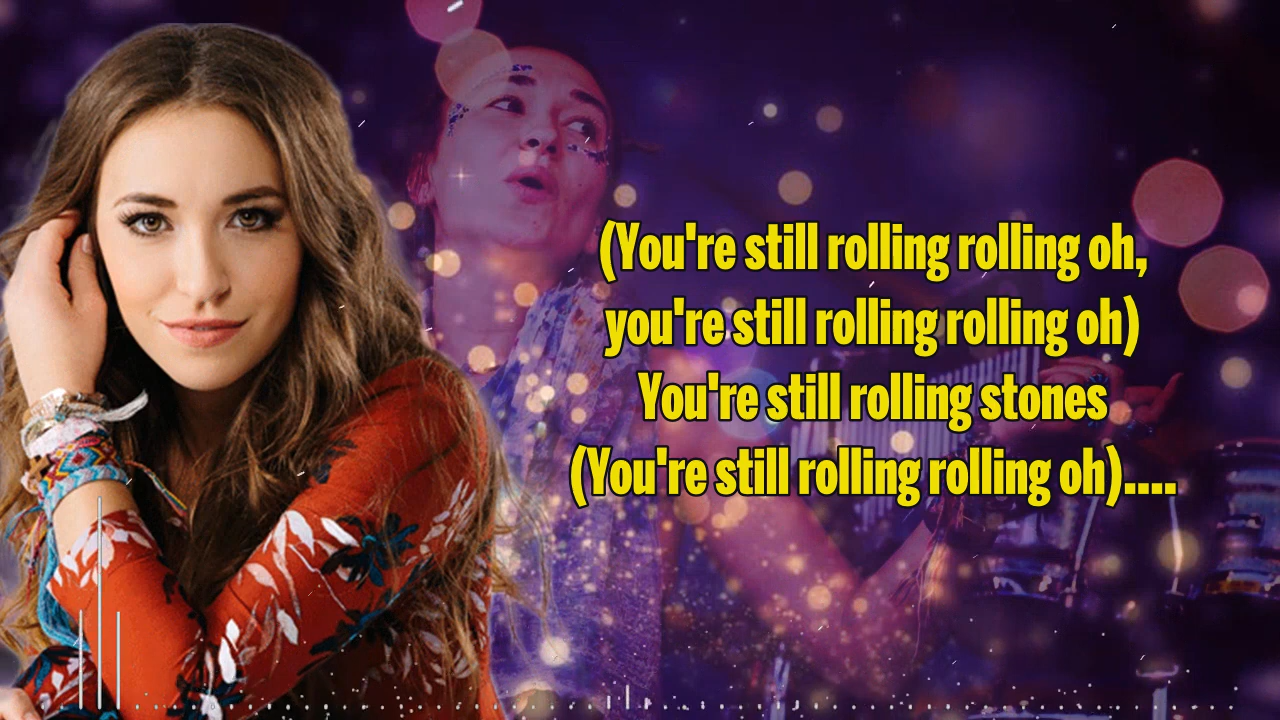 (You're still rolling rolling oh,
you're still rolling rolling oh)
You're still rolling stones
(You're still rolling rolling oh)....